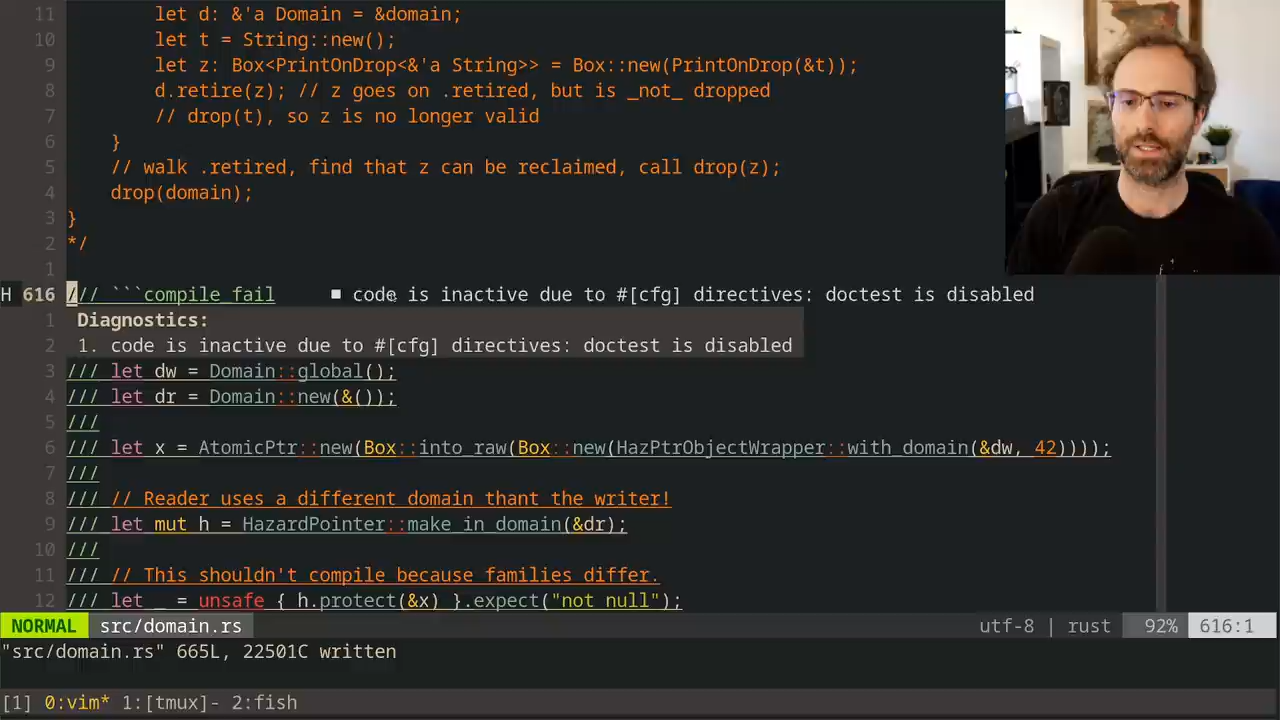 11 let d: &'a Domain = &domain;
10 let t = String::new();
9 let z: Box<PrintOnDrop<&'a String>> = Box::new(PrintOnDrop(&t));
8 d.retire(z); // z goes on .retired, but is _not_ dropped
7 // drop(t), so z is no longer valid
6 }
5 // walk .retired, find that z can be reclaimed, call drop(z);
4 drop(domain);
3 }
2 */
1
H 616 /// ```compile_fail ■ code is inactive due to #[cfg] directives: doctest is disabled
1 Diagnostics:
2 1. code is inactive due to #[cfg] directives: doctest is disabled
3 /// let dw = Domain::global();
4 /// let dr = Domain::new(&());
5 ///
6 /// let x = AtomicPtr::new(Box::into_raw(Box::new(HazPtrObjectWrapper::with_domain(&dw, 42))));
7 ///
8 /// // Reader uses a different domain thant the writer!
9 /// let mut h = HazardPointer::make_in_domain(&dr);
10 ///
11 /// // This shouldn't compile because families differ.
12 /// let _ = unsafe { h.protect(&x) }.expect("not null");
NORMAL src/domain.rs utf-8 | rust 92% 616:1
"src/domain.rs" 665L, 22501C written
[1] 0:vim* 1:[tmux]- 2:fish